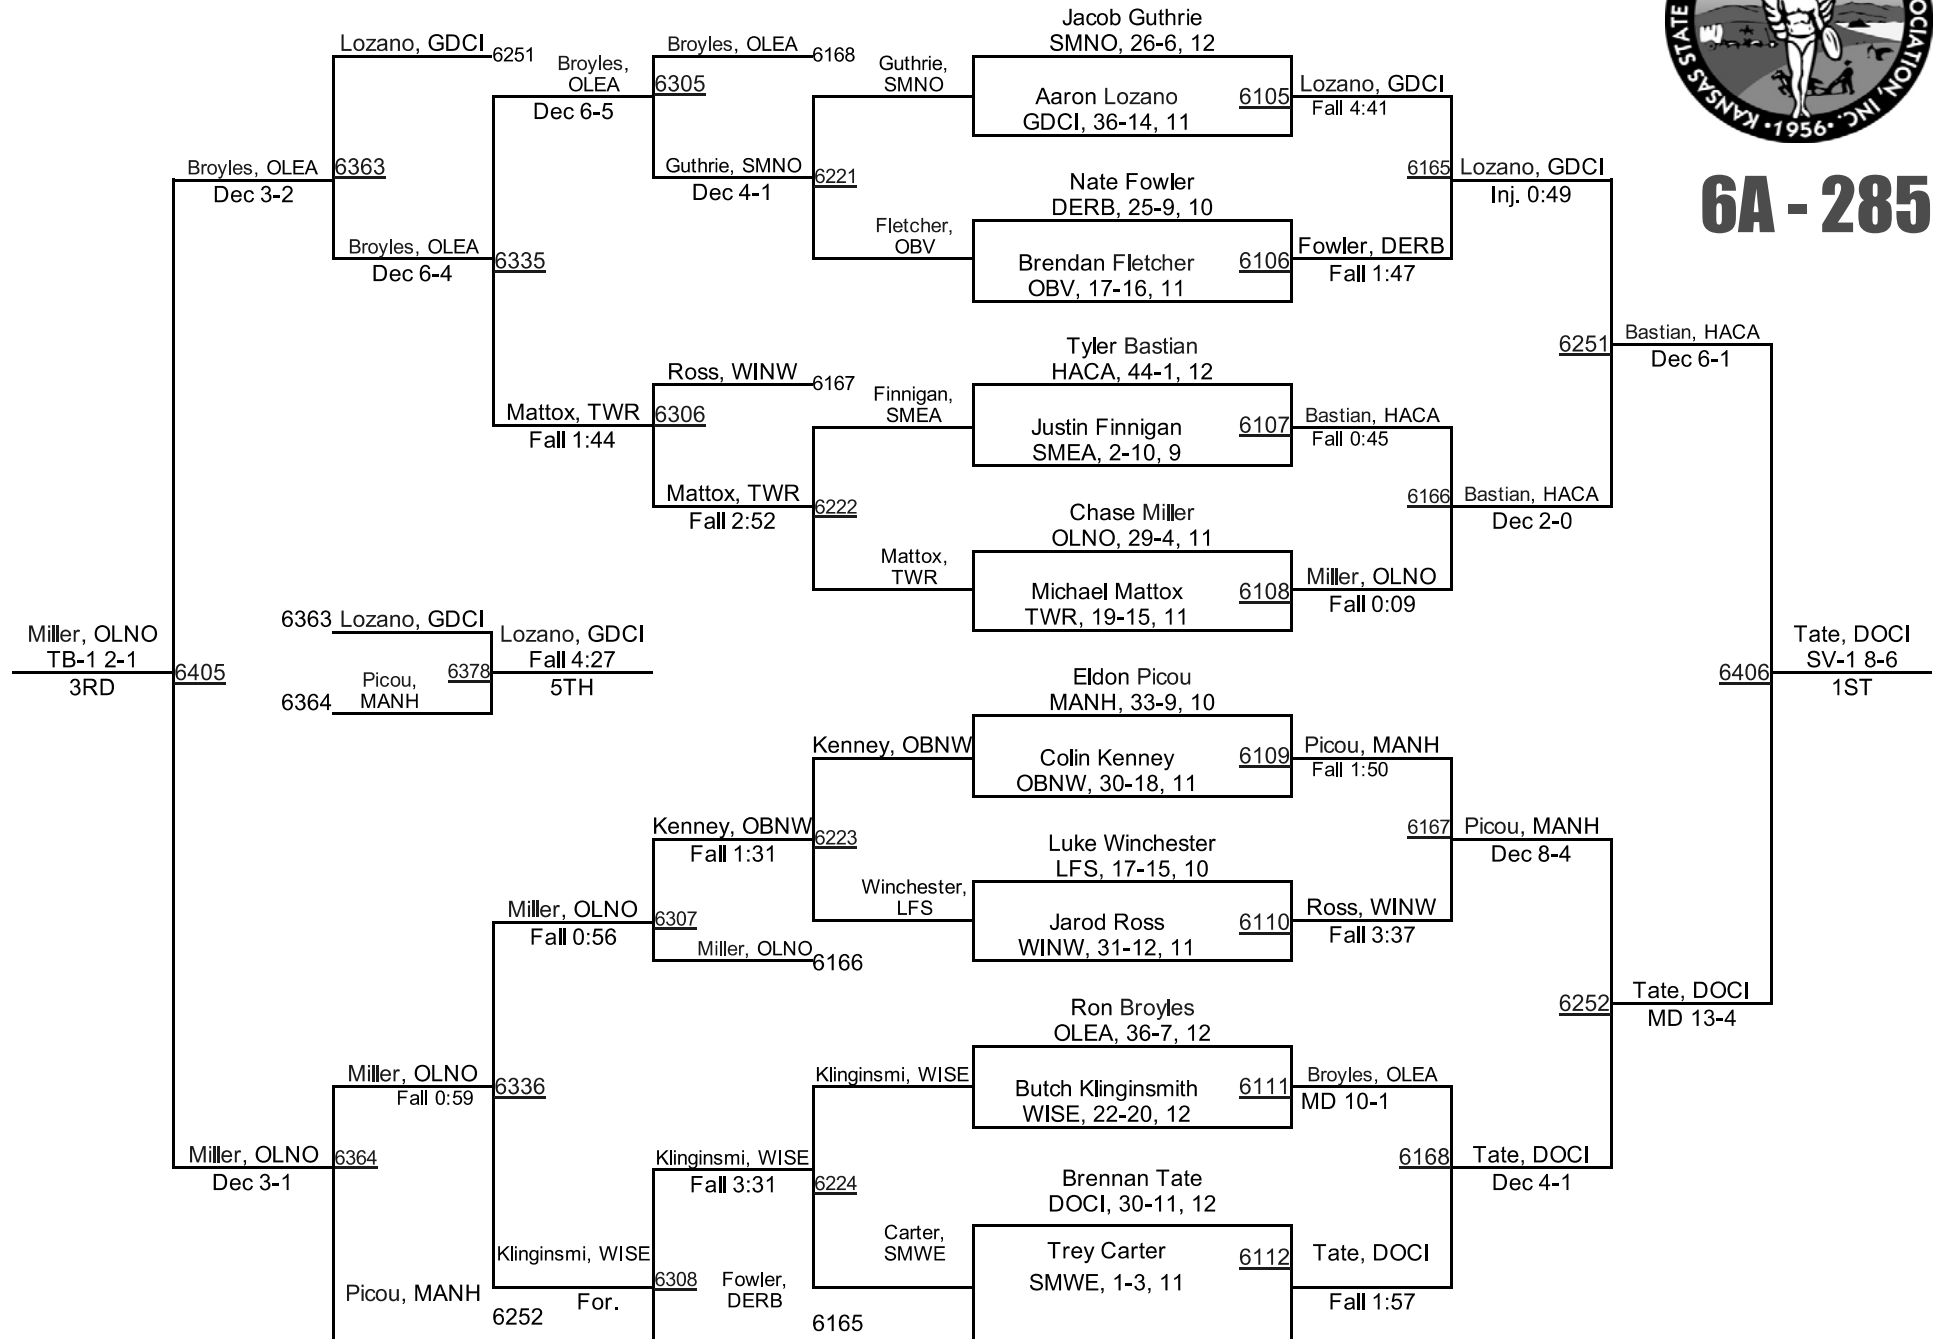 Jacob Guthrie
SMNO, 26-6, 12
Aaron Lozano
GDCI, 36-14, 11
6105
Nate Fowler
DERB, 25-9, 10
Brendan Fletcher
OBV, 17-16, 11
6106
Tyler Bastian
HACA, 44-1, 12
Justin Finnigan
SMEA, 2-10, 9
6107
Chase Miller
OLNO, 29-4, 11
Michael Mattox
TWR, 19-15, 11
6108
Eldon Picou
MANH, 33-9, 10
Colin Kenney
OBNW, 30-18, 11
6109
Luke Winchester
LFS, 17-15, 10
Jarod Ross
WINW, 31-12, 11
6110
Ron Broyles
OLEA, 36-7, 12
Butch Klinginsmith
WISE, 22-20, 12
6111
Brennan Tate
DOCI, 30-11, 12
Trey Carter
SMWE, 1-3, 11
6112
Lozano, GDCI
Fall 4:41
Fowler, DERB
Fall 1:47
Bastian, HACA
Fall 0:45
Miller, OLNO
Fall 0:09
Picou, MANH
Fall 1:50
Ross, WINW
Fall 3:37
Broyles, OLEA
MD 10-1
Tate, DOCI
Fall 1:57
6165
Lozano, GDCI
Inj. 0:49
6166
Bastian, HACA
Dec 2-0
6167
Picou, MANH
Dec 8-4
6168
Tate, DOCI
Dec 4-1
6251
Bastian, HACA
Dec 6-1
6252
Tate, DOCI
MD 13-4
6406
Tate, DOCI
SV-1 8-6
1ST
KANSAS STATE
OCIATION, INC.
•1956•
6A - 285
Guthrie,
SMNO
Fletcher,
OBV
Finnigan,
SMEA
Mattox,
TWR
Kenney, OBNW
Winchester,
LFS
Klinginsmi, WISE
Carter,
SMWE
Broyles, OLEA
6168
Guthrie, SMNO
Dec 4-1
6221
Ross, WINW
6167
Mattox, TWR
Fall 2:52
6222
Kenney, OBNW
Fall 1:31
6223
Miller, OLNO
6166
Klinginsmi, WISE
Fall 3:31
6224
Fowler,
DERB
6165
Broyles,
OLEA
Dec 6-5
6305
Mattox, TWR
Fall 1:44
6306
Miller, OLNO
Fall 0:56
6307
Klinginsmi, WISE
For.
6308
Lozano, GDCI
6251
Broyles, OLEA
Dec 6-4
6335
Miller, OLNO
Fall 0:59
6336
Picou, MANH
6252
Broyles, OLEA
Dec 3-2
6363
Miller, OLNO
Dec 3-1
6364
6363 Lozano, GDCI
6364
Picou,
MANH
6378
Lozano, GDCI
Fall 4:27
5TH
Miller, OLNO
TB-1 2-1
3RD
6405